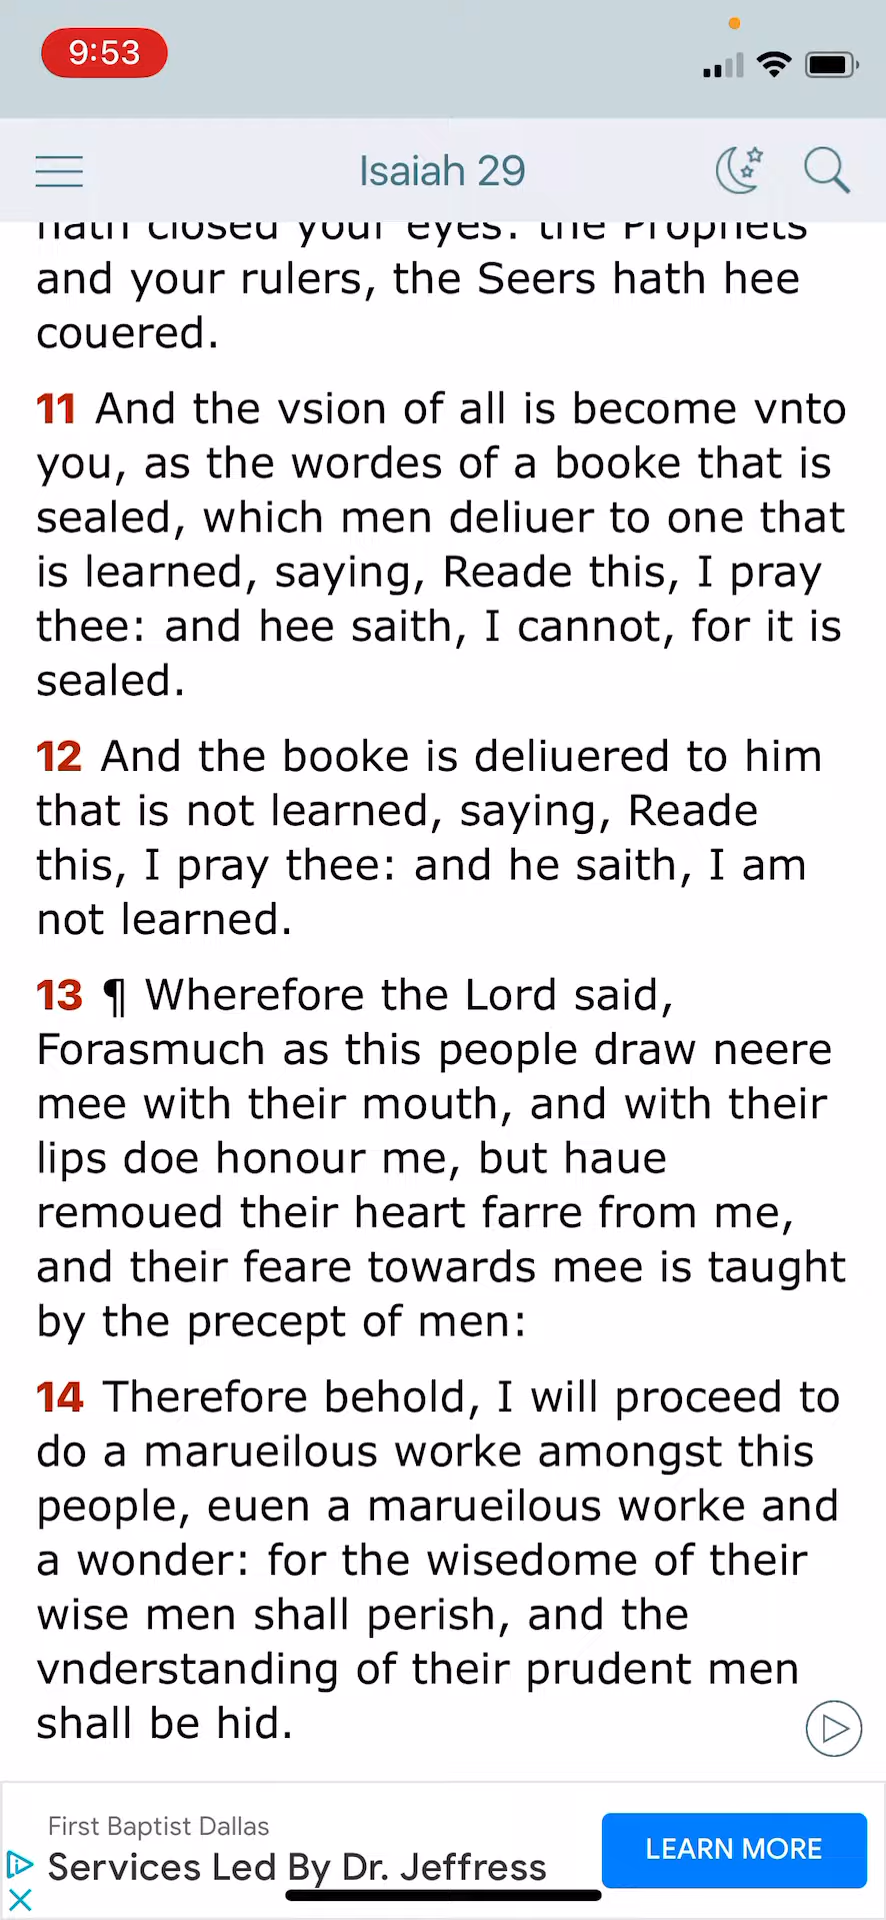 9:53
Isaiah 29
hath closed your eyes: the Prophets
and your rulers, the Seers hath hee
couered.
11 And the vsion of all is become vnto
you, as the wordes of a booke that is
sealed, which men deliuer to one that
is learned, saying, Reade this, I pray
thee: and hee saith, I cannot, for it is
sealed.
12 And the booke is deliuered to him
that is not learned, saying, Reade
this, I pray thee: and he saith, I am
not learned.
13 ¶ Wherefore the Lord said,
Forasmuch as this people draw neere
mee with their mouth, and with their
lips doe honour me, but haue
remoued their heart farre from me,
and their feare towards mee is taught
by the precept of men:
14 Therefore behold, I will proceed to
do a marueilous worke amongst this
people, euen a marueilous worke and
a wonder: for the wisedome of their
wise men shall perish, and the
vnderstanding of their prudent men
shall be hid.
First Baptist Dallas
Services Led By Dr. Jeffress
LEARN MORE